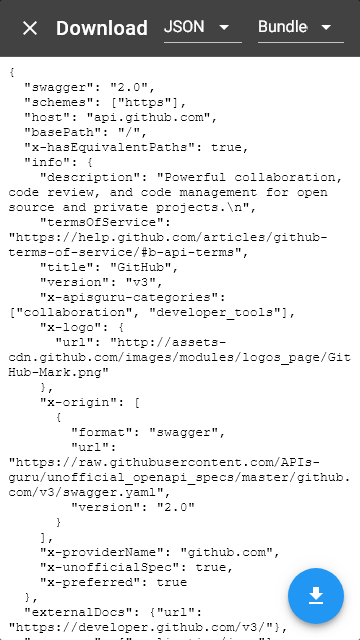 Download JSON Bundle
{
  "swagger": "2.0",
  "schemes": ["https"],
  "host": "api.github.com",
  "basePath": "/",
  "x-hasEquivalentPaths": true,
  "info": {
    "description": "Powerful collaboration,
code review, and code management for open
source and private projects.\n",
    "termsOfService":
"https://help.github.com/articles/github-
terms-of-service/#b-api-terms",
    "title": "GitHub",
    "version": "v3",
    "x-apisguru-categories":
["collaboration", "developer_tools"],
    "x-logo": {
      "url": "http://assets-
cdn.github.com/images/modules/logos_page/Git
Hub-Mark.png"
    },
    "x-origin": [
      {
        "format": "swagger",
        "url":
"https://raw.githubusercontent.com/APIs-
guru/unofficial_openapi_specs/master/github.
com/v3/swagger.yaml",
        "version": "2.0"
      }
    ],
    "x-providerName": "github.com",
    "x-unofficialSpec": true,
    "x-preferred": true
  },
  "externalDocs": {"url":
"https://developer.github.com/v3/"},